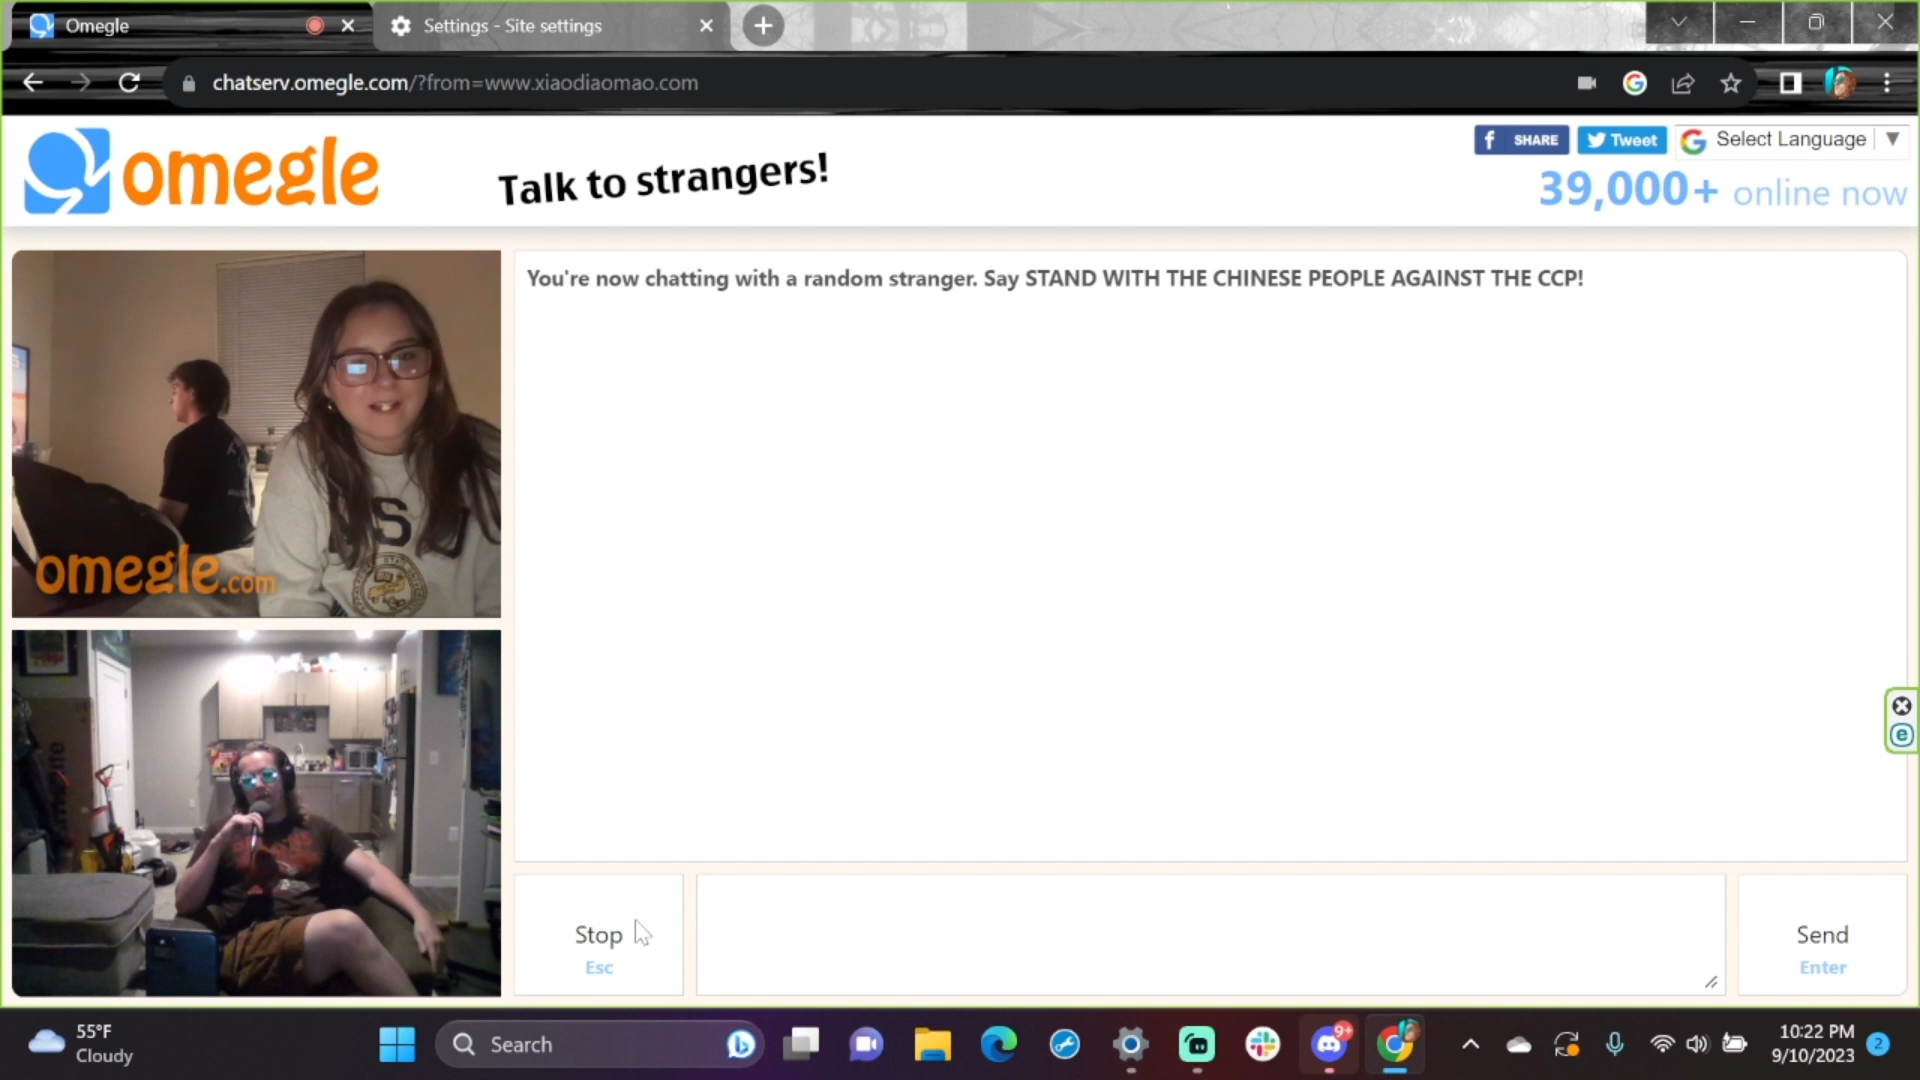 Omegle
Settings - Site settings
chatserv.omegle.com/?from=www.xiaodiaomao.com
omegle
Talk to strangers!
f SHARE
Tweet
G Select Language ▼
39,000+ online now
You're now chatting with a random stranger. Say STAND WITH THE CHINESE PEOPLE AGAINST THE CCP!
S
omegle.com
Stop
Esc
Send
Enter
55°F
Cloudy
Search
9+
10:22 PM
9/10/2023
2